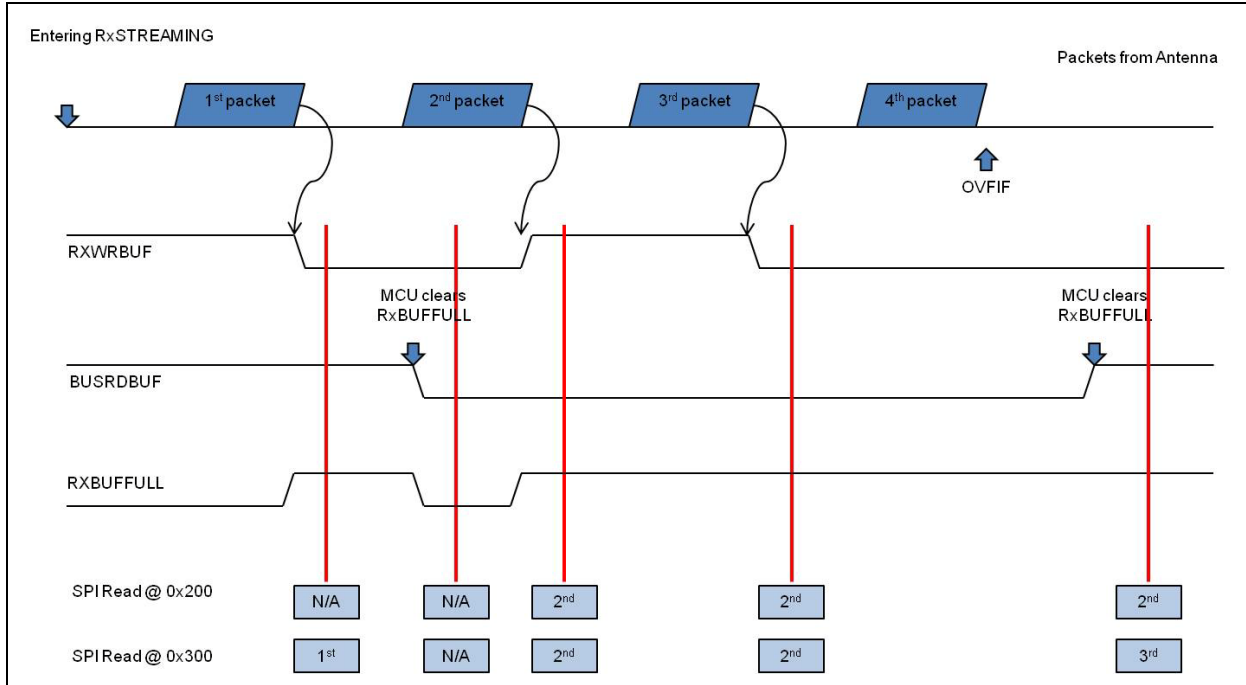 Entering RxSTREAMING
Packets from Antenna
1st packet
2nd packet
3rd packet
4th packet
OVFIF
RXWRBUF
MCU clears
RxBUFFULL
MCU clears
RxBUFFULL
BUSRDBUF
RXBUFFULL
SPI Read @ 0x200
N/A
N/A
2nd
2nd
2nd
SPI Read @ 0x300
1st
N/A
2nd
2nd
3rd